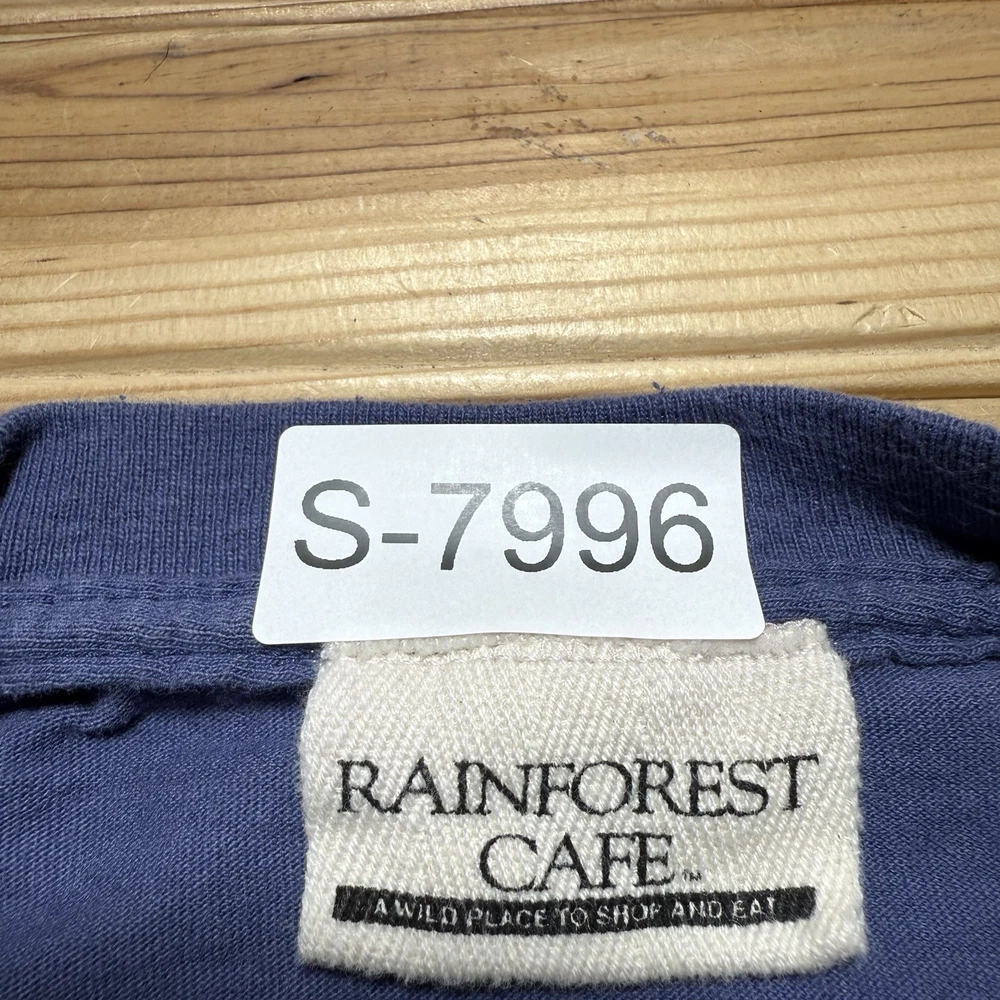 S-7996
RAINFOREST
CAFE™
A WILD PLACE TO SHOP AND EAT